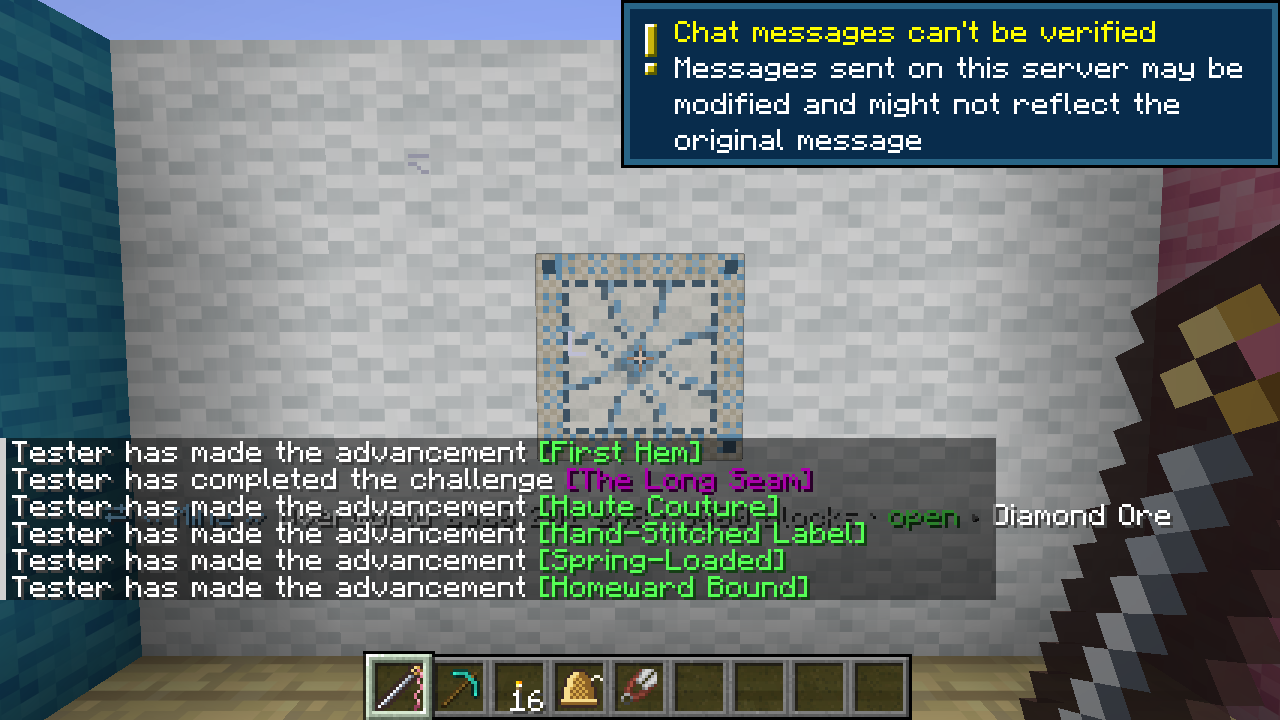 Chat messages can't be verified
Messages sent on this server may be
modified and might not reflect the
original message
Tester has made the advancement [First Hem]
Tester has completed the challenge [The Long Seam]
Tester has made the advancement [Haute Couture]
open · Diamond Ore
Tester has made the advancement [Hand-Stitched Label]
Tester has made the advancement [Spring-Loaded]
Tester has made the advancement [Homeward Bound]
16